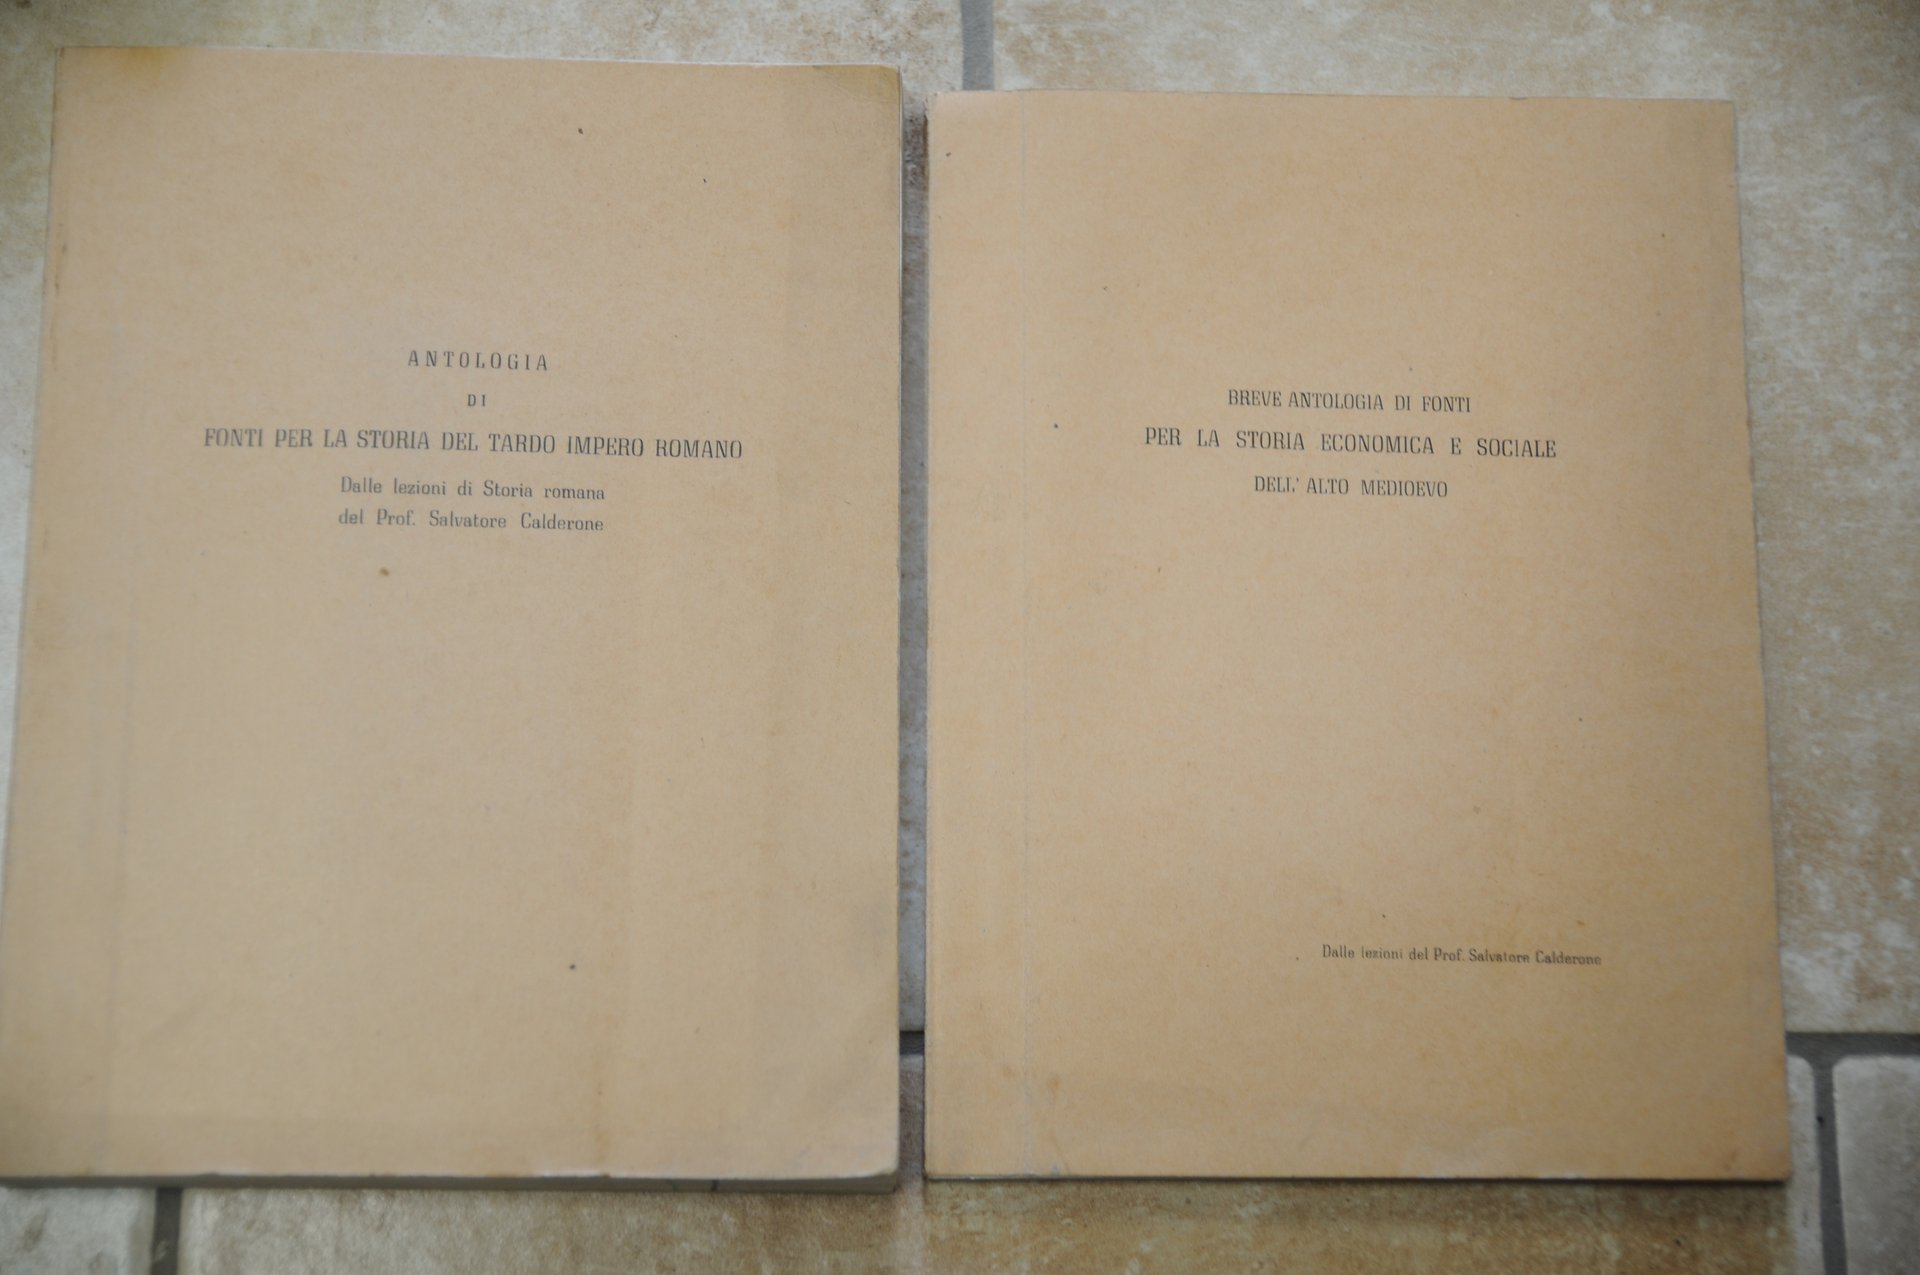 ANTOLOGIA
DI
FONTI PER LA STORIA DEL TARDO IMPERO ROMANO
Dalle lezioni di Storia romana
del Prof. Salvatore Calderone
BREVE ANTOLOGIA DI FONTI
PER LA STORIA ECONOMICA E SOCIALE
DELL' ALTO MEDIOEVO
Dalle lezioni del Prof. Salvatore Calderone